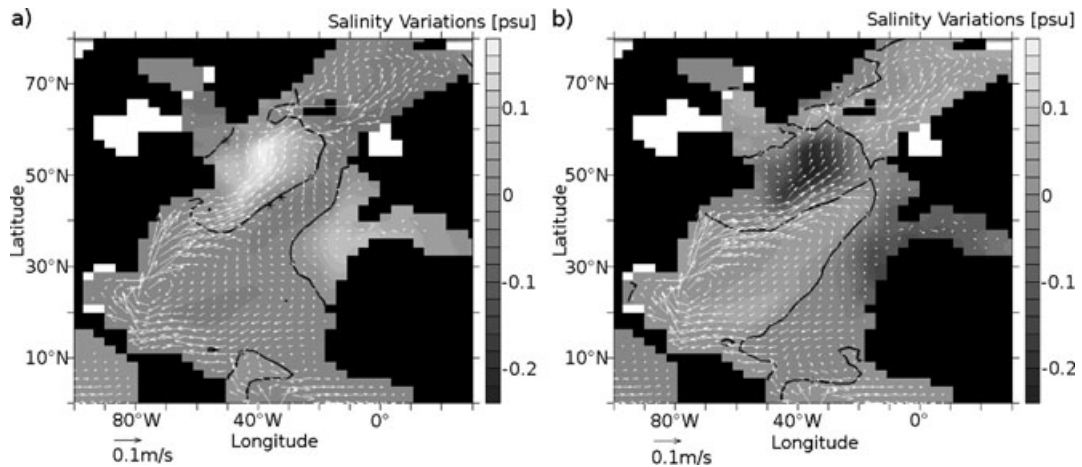 a)
Salinity Variations [psu]
70°N
50°N
30°N
10°N
Latitude
80°W
40°W
0°
Longitude
0.1m/s
0.1
0
-0.1
-0.2
b)
Salinity Variations [psu]
70°N
50°N
30°N
10°N
Latitude
80°W
40°W
0°
Longitude
0.1m/s
0.1
0
-0.1
-0.2